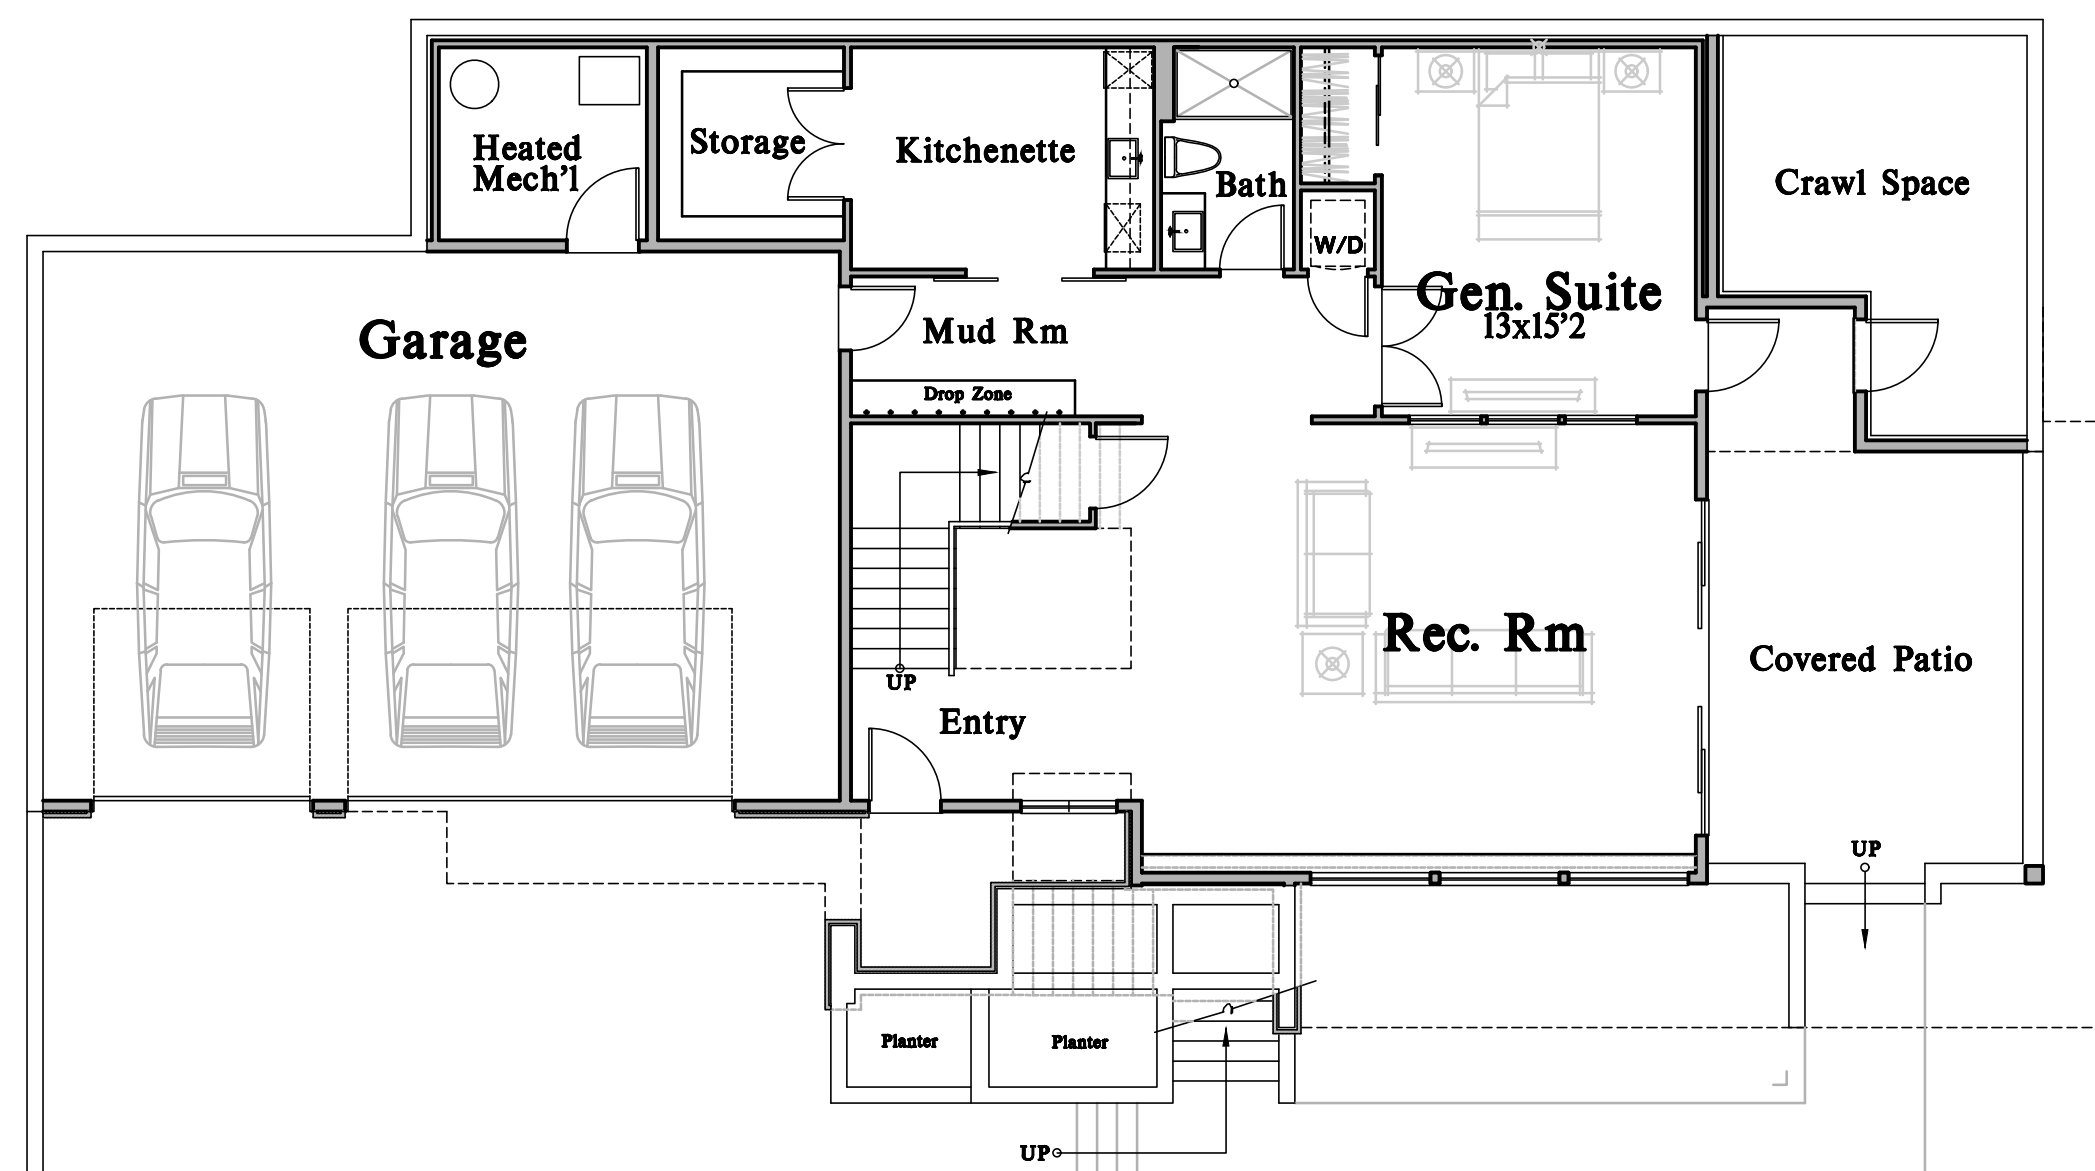 Storage
Kitchenette
Heated
Mech'l
Bath
Crawl Space
W/D
Gen. Suite
13x15'2
Garage
Mud Rm
Drop Zone
Rec. Rm
Covered Patio
UP
Entry
UP
Planter
Planter
UP